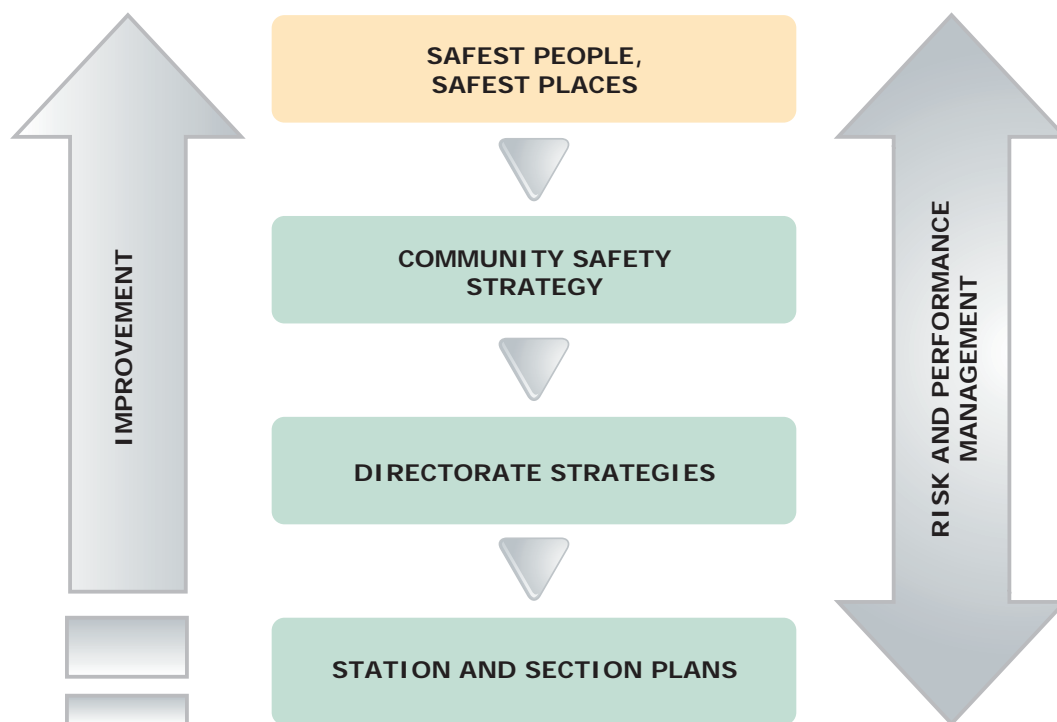 SAFEST PEOPLE,
SAFEST PLACES
COMMUNITY SAFETY
STRATEGY
DIRECTORATE STRATEGIES
STATION AND SECTION PLANS
IMPROVEMENT
RISK AND PERFORMANCE
MANAGEMENT